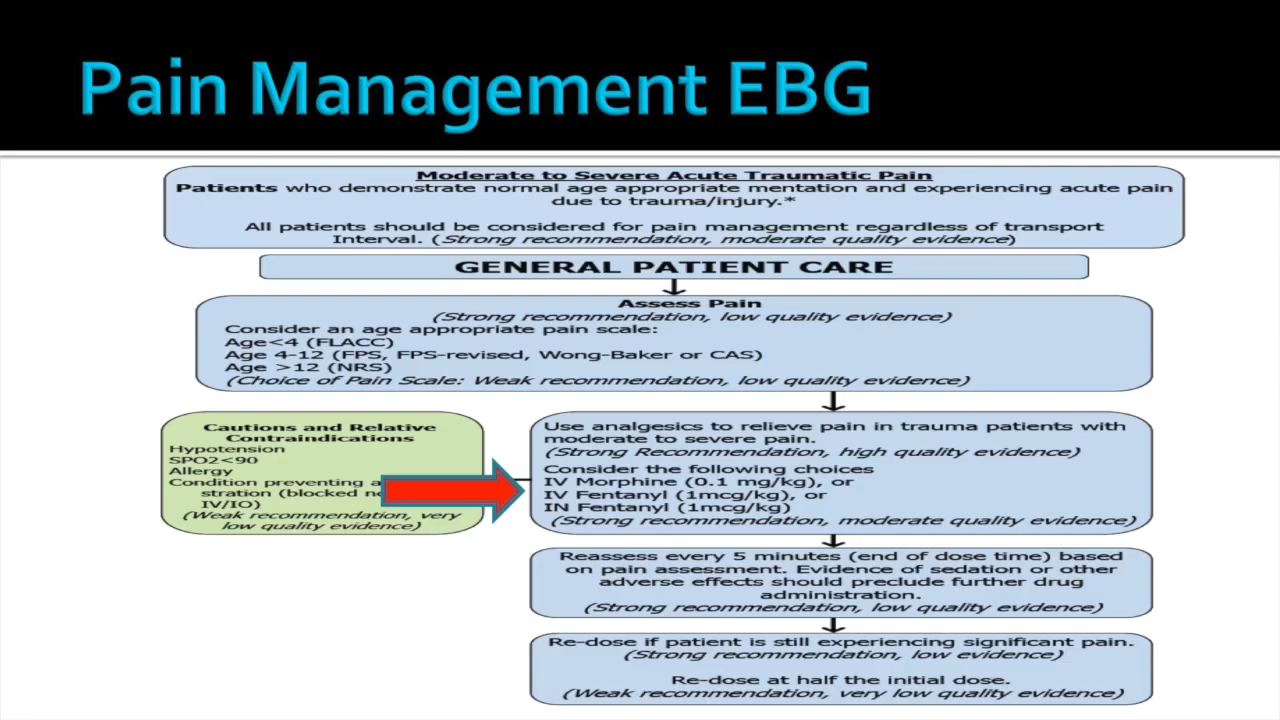 Pain Management EBG
Moderate to Severe Acute Traumatic Pain
Patients who demonstrate normal age appropriate mentation and experiencing acute pain
due to trauma/injury.*
All patients should be considered for pain management regardless of transport
Interval. (Strong recommendation, moderate quality evidence)
GENERAL PATIENT CARE
Assess Pain
(Strong recommendation, low quality evidence)
Consider an age appropriate pain scale:
Age<4 (FLACC)
Age 4-12 (FPS, FPS-revised, Wong-Baker or CAS)
Age >12 (NRS)
(Choice of Pain Scale: Weak recommendation, low quality evidence)
Cautions and Relative
Contraindications
Hypotension
SPO2<90
Allergy
Condition preventing
stration (blocked
IV/IO)
(Weak recommendation, very
low quality evidence)
Use analgesics to relieve pain in trauma patients with
moderate to severe pain.
(Strong Recommendation, high quality evidence)
Consider the following choices
IV Morphine (0.1 mg/kg), or
IV Fentanyl (1mcg/kg), or
IN Fentanyl (1mcg/kg)
(Strong recommendation, moderate quality evidence)
Reassess every 5 minutes (end of dose time) based
on pain assessment. Evidence of sedation or other
adverse effects should preclude further drug
administration.
(Strong recommendation, low quality evidence)
Re-dose if patient is still experiencing significant pain.
(Strong recommendation, low evidence)
Re-dose at half the initial dose.
(Weak recommendation, very low quality evidence)